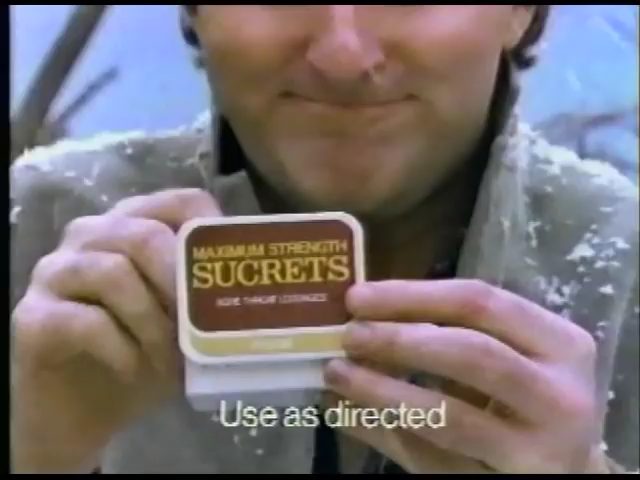 MAXIMUM STRENGTH
SUCRETS
SORE THROAT LOZENGES
Use as directed